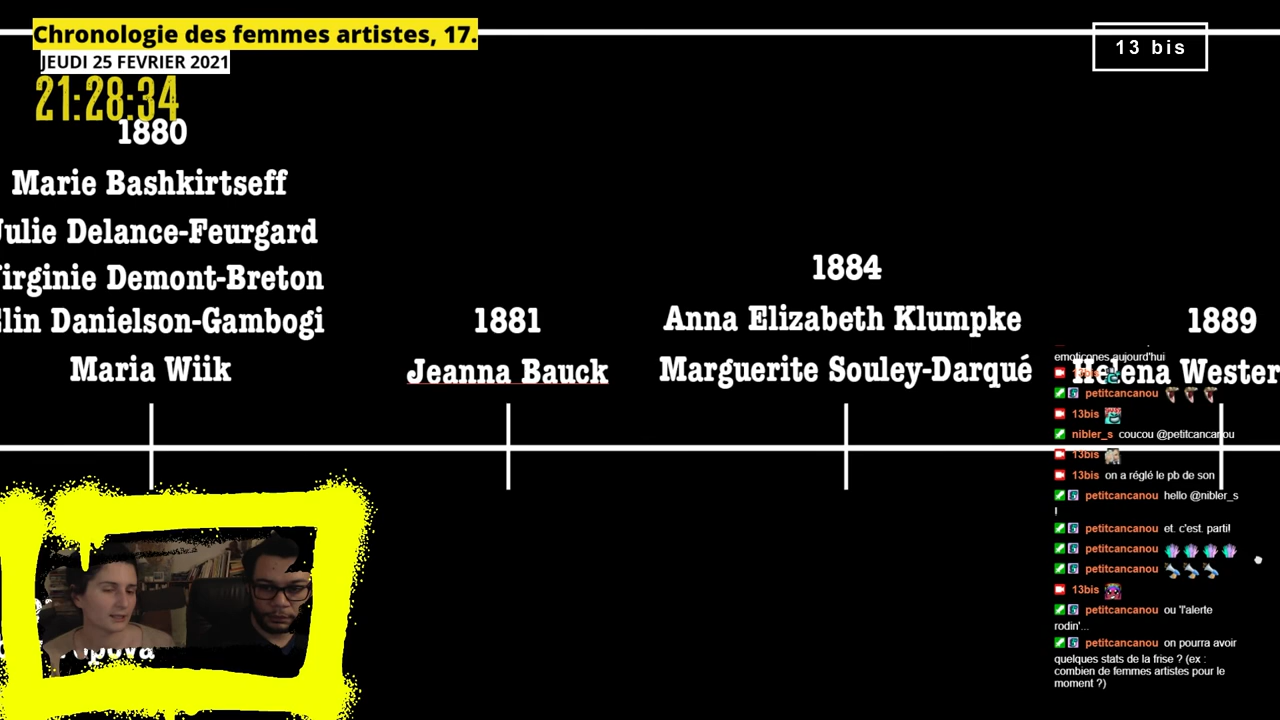 Chronologie des femmes artistes, 17.
JEUDI 25 FEVRIER 2021
21:28:34
13 bis
1880
Marie Bashkirtseff
Julie Delance-Feurgard
Virginie Demont-Breton
Elin Danielson-Gambogi
Maria Wiik
1881
Jeanna Bauck
1884
Anna Elizabeth Klumpke
Marguerite Souley-Darqué
1889
Helena Wester
emoticones aujourd'hui
13bis
petitcancanou
13bis
nibler_s coucou @petitcancanou
13bis
13bis on a réglé le pb de son
petitcancanou hello @nibler_s
!
petitcancanou et. c'est. parti!
petitcancanou
petitcancanou
13bis
petitcancanou ou 'l'alerte
rodin'...
petitcancanou on pourra avoir
quelques stats de la frise ? (ex :
combien de femmes artistes pour le
moment ?)